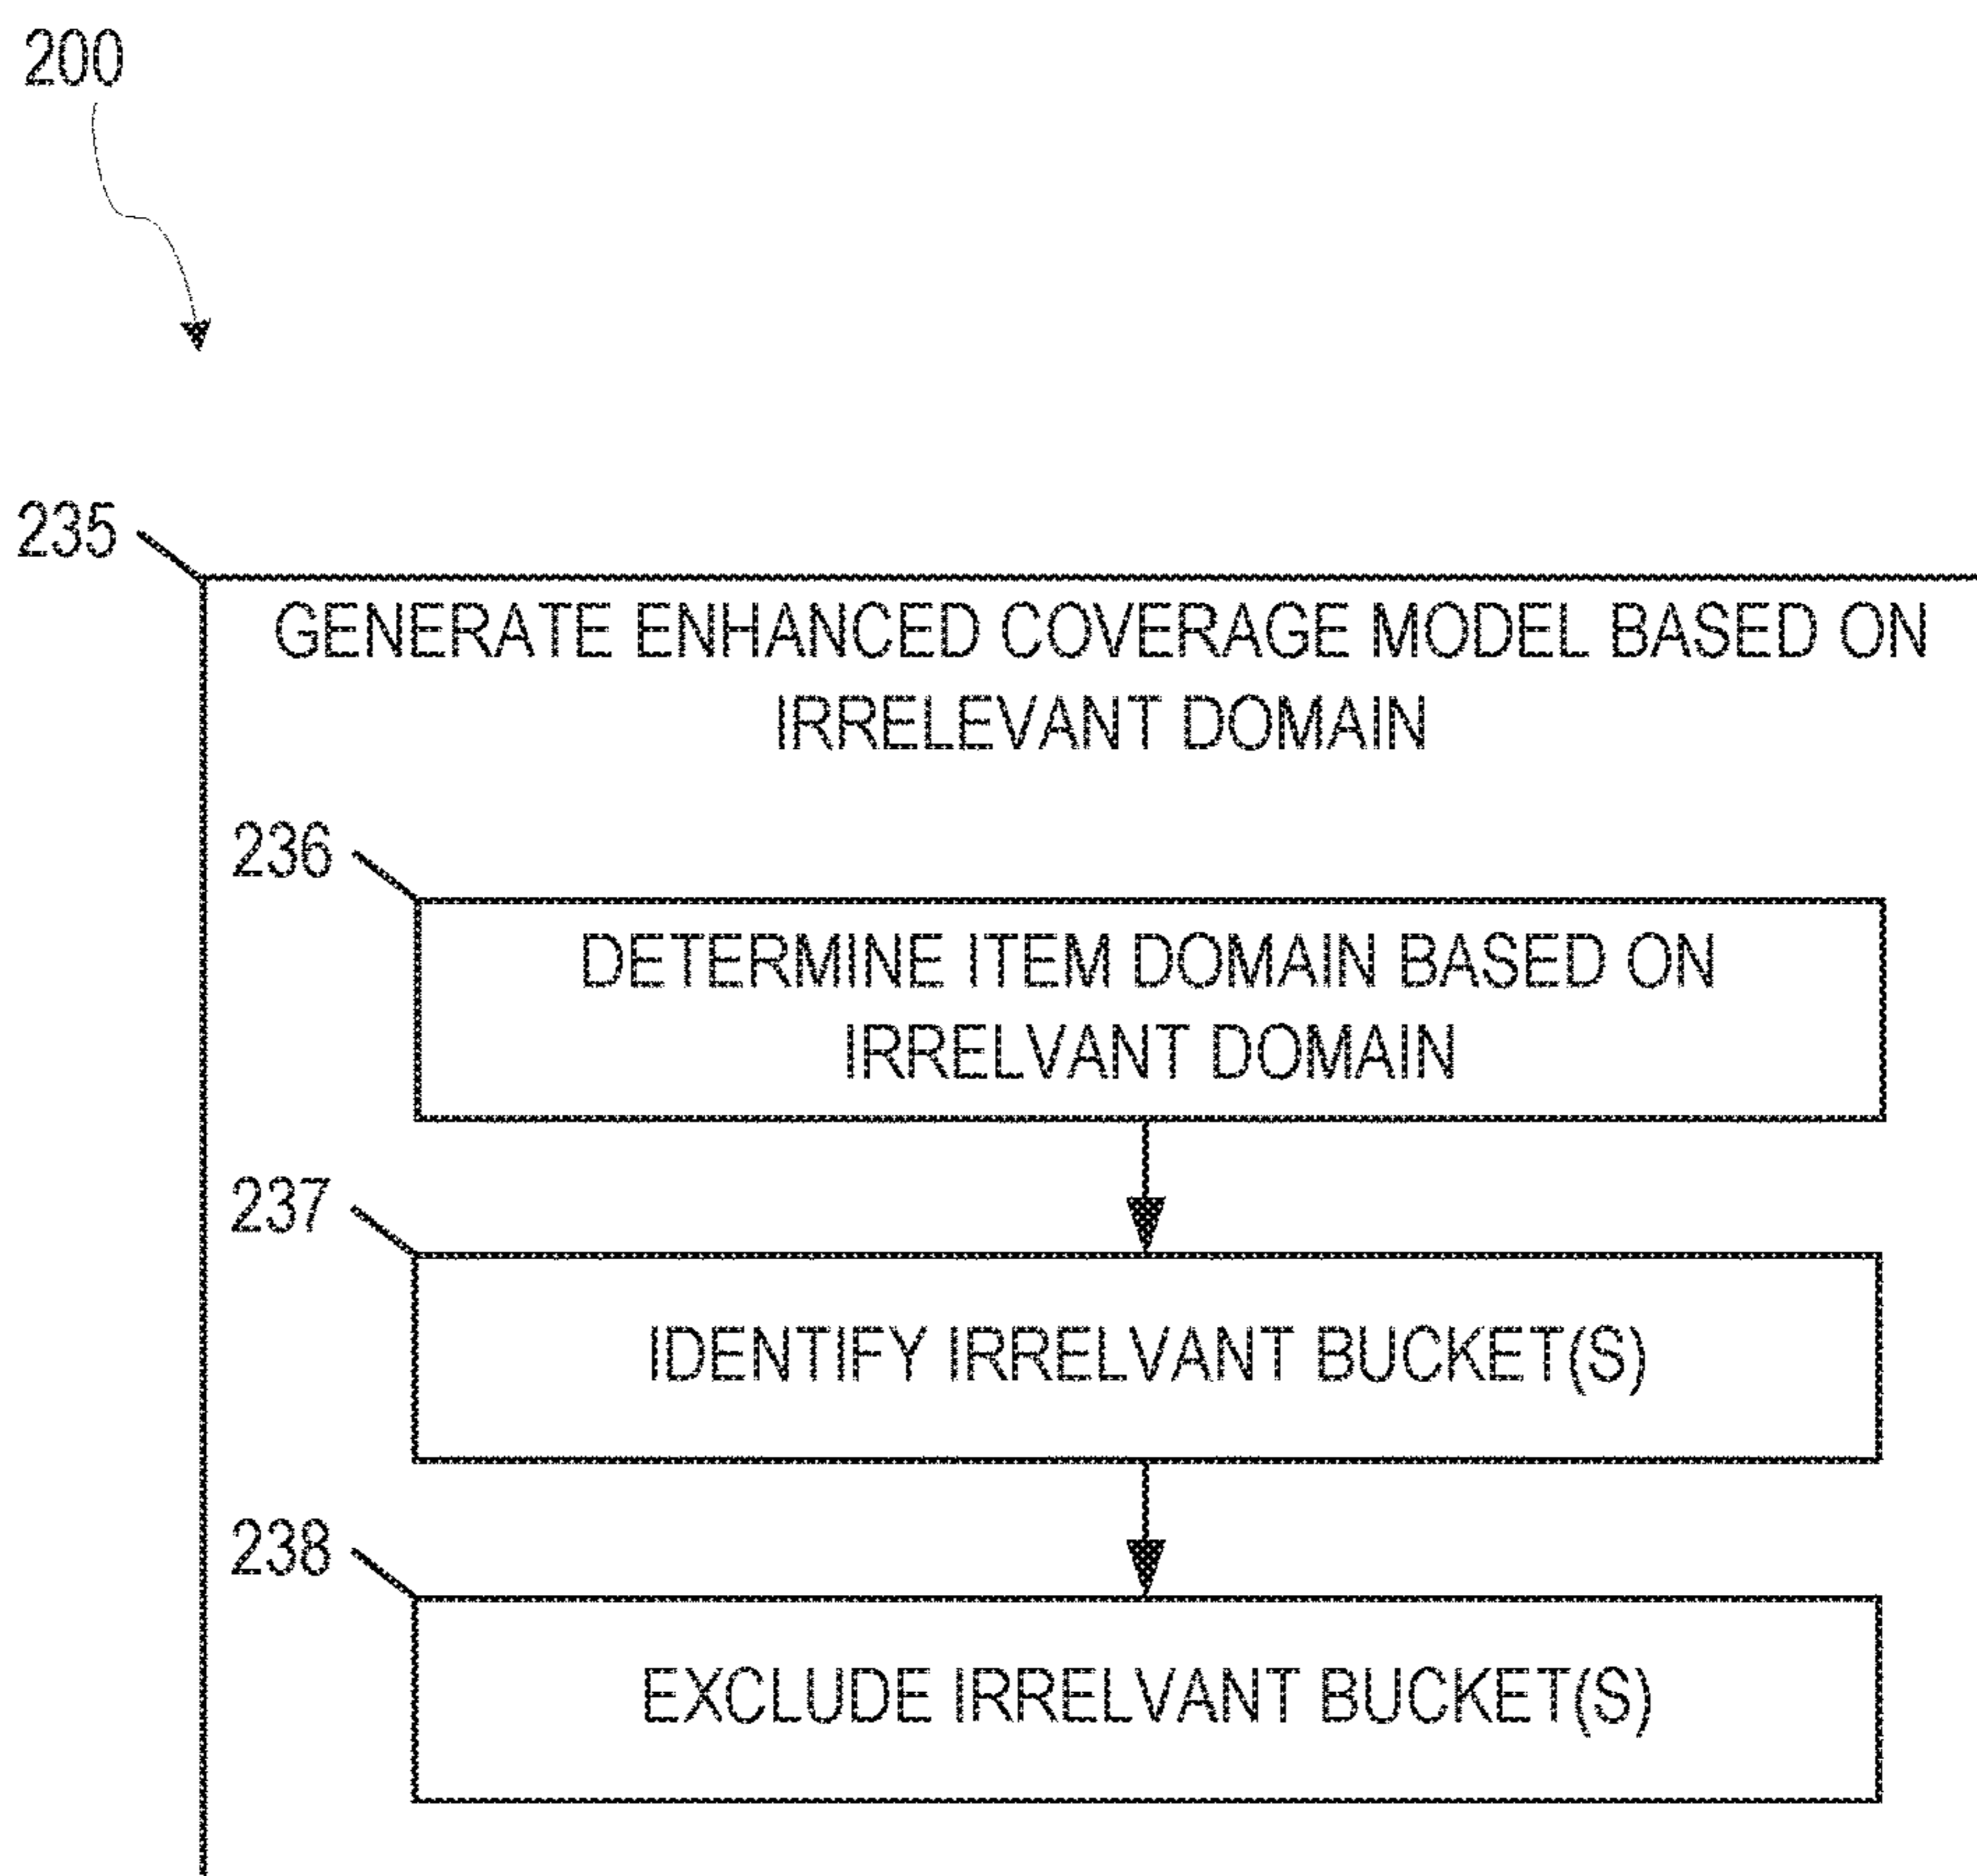 200
235
GENERATE ENHANCED COVERAGE MODEL BASED ON
IRRELEVANT DOMAIN
236
DETERMINE ITEM DOMAIN BASED ON
IRRELVANT DOMAIN
237
IDENTIFY IRRELVANT BUCKET(S)
238
EXCLUDE IRRELVANT BUCKET(S)